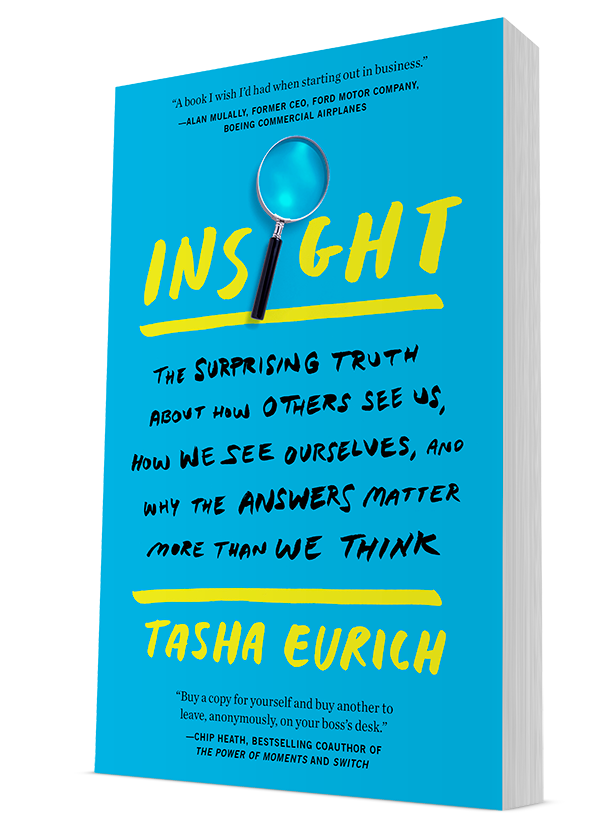 “A book I wish I’d had when starting out in business.”
—ALAN MULALLY, FORMER CEO, FORD MOTOR COMPANY,
BOEING COMMERCIAL AIRPLANES
INSIGHT
THE SURPRISING TRUTH
ABOUT HOW OTHERS SEE US,
HOW WE SEE OURSELVES, AND
WHY THE ANSWERS MATTER
MORE THAN WE THINK
TASHA EURICH
“Buy a copy for yourself and buy another to
leave, anonymously, on your boss’s desk.”
—CHIP HEATH, BESTSELLING COAUTHOR OF
THE POWER OF MOMENTS AND SWITCH